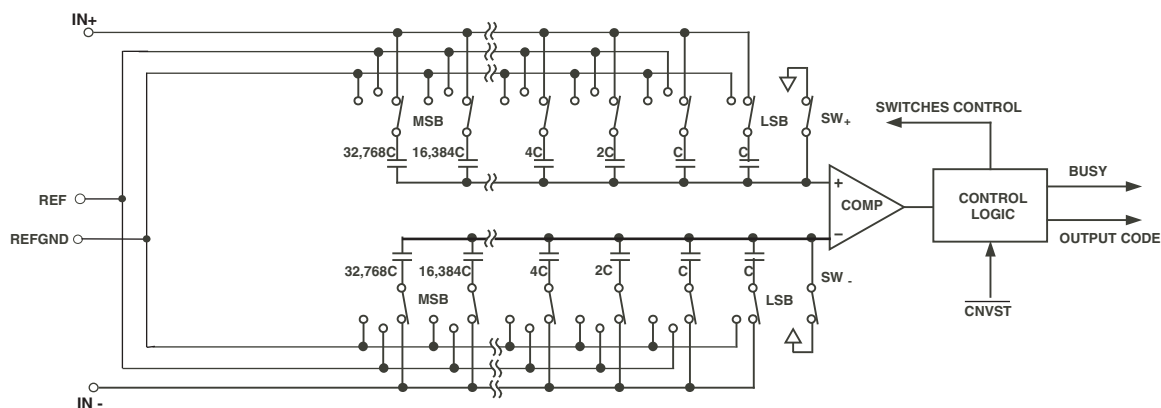 IN+
MSB
LSB
SW+
SWITCHES CONTROL
32,768C
16,384C
4C
2C
C
C
BUSY
REF
+
COMP
CONTROL
LOGIC
REFGND
−
OUTPUT CODE
32,768C
16,384C
4C
2C
C
C
SW -
MSB
LSB
CNVST
IN -